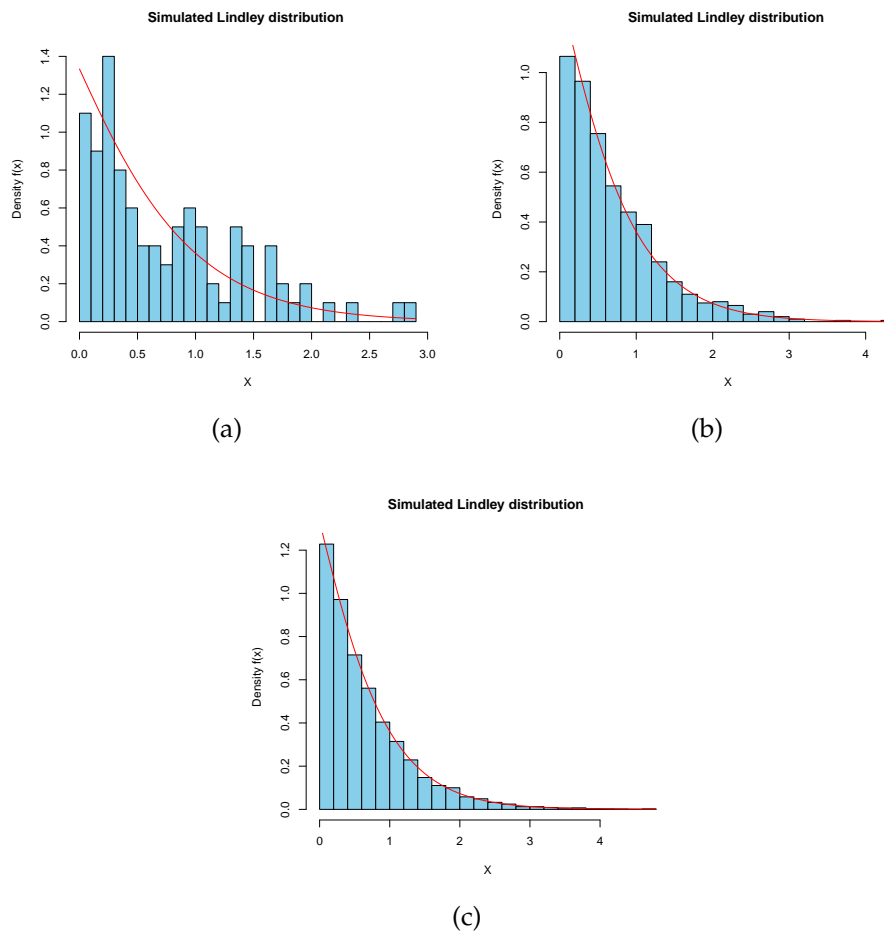 Simulated Lindley distribution
Density f(x)
0.0 0.2 0.4 0.6 0.8 1.0 1.2 1.4
0.0 0.5 1.0 1.5 2.0 2.5 3.0
X
(a)
Simulated Lindley distribution
Density f(x)
0.0 0.2 0.4 0.6 0.8 1.0
0 1 2 3 4
X
(b)
Simulated Lindley distribution
Density f(x)
0.0 0.2 0.4 0.6 0.8 1.0 1.2
0 1 2 3 4
X
(c)